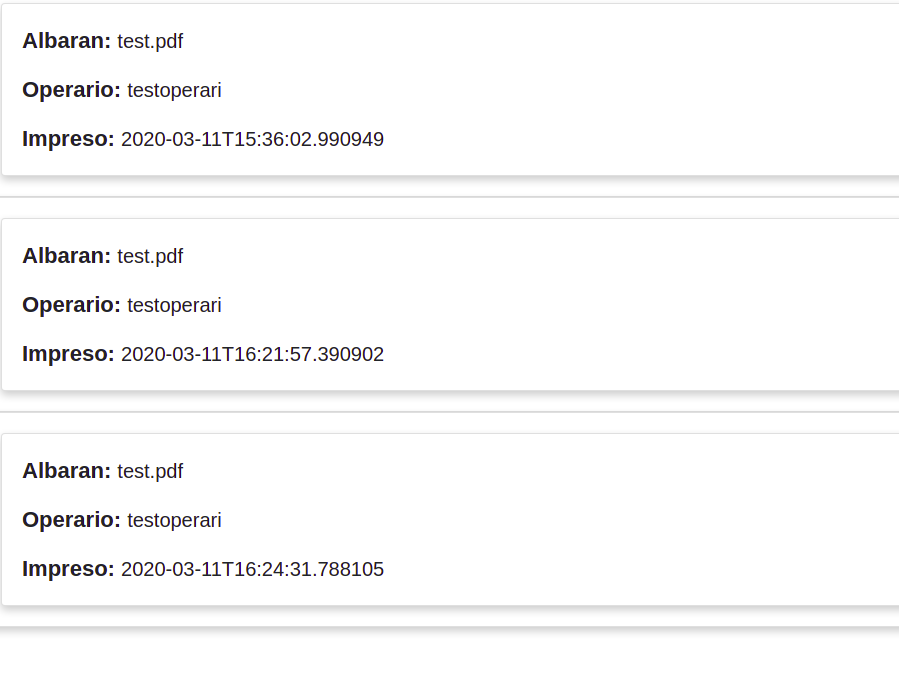 Albaran: test.pdf
Operario: testoperari
Impreso: 2020-03-11T15:36:02.990949
Albaran: test.pdf
Operario: testoperari
Impreso: 2020-03-11T16:21:57.390902
Albaran: test.pdf
Operario: testoperari
Impreso: 2020-03-11T16:24:31.788105